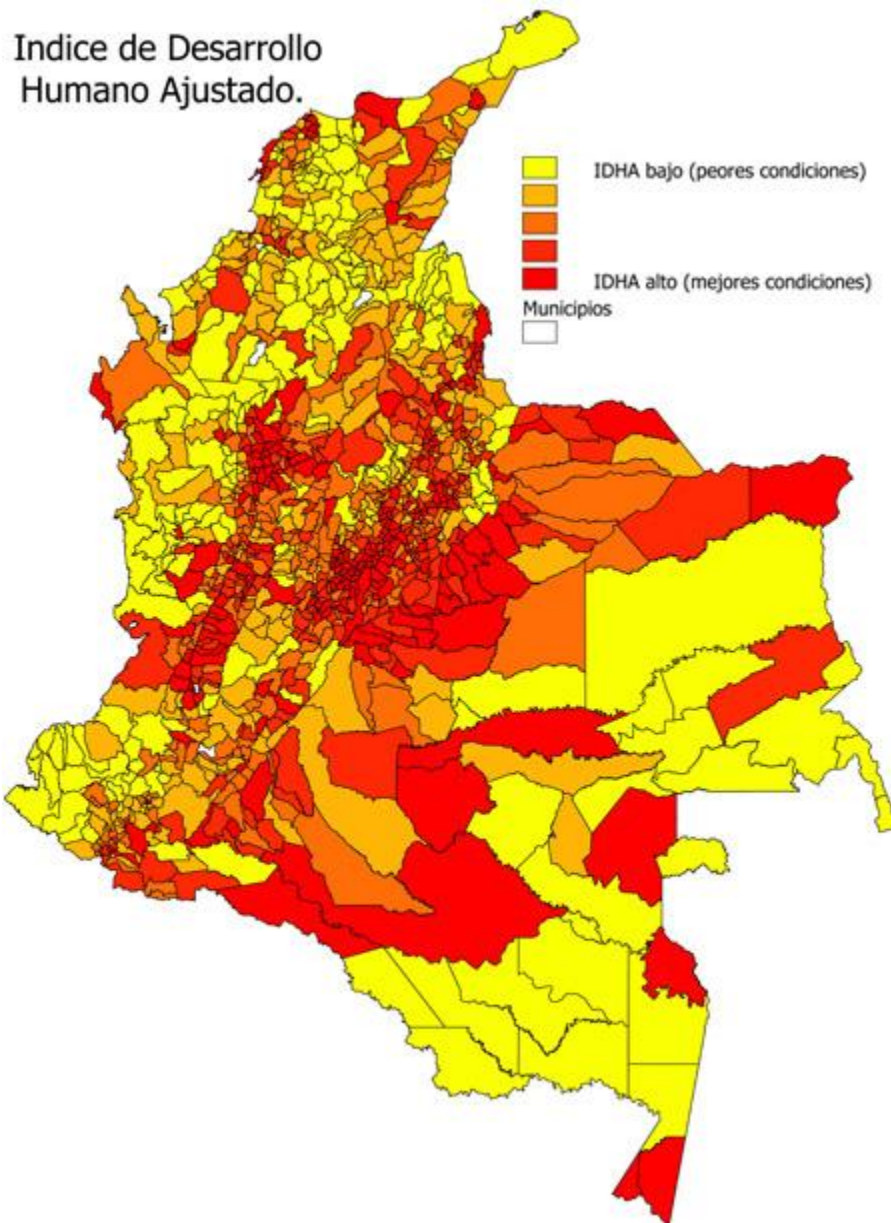 Indice de Desarrollo
Humano Ajustado.
IDHA bajo (peores condiciones)
IDHA alto (mejores condiciones)
Municipios